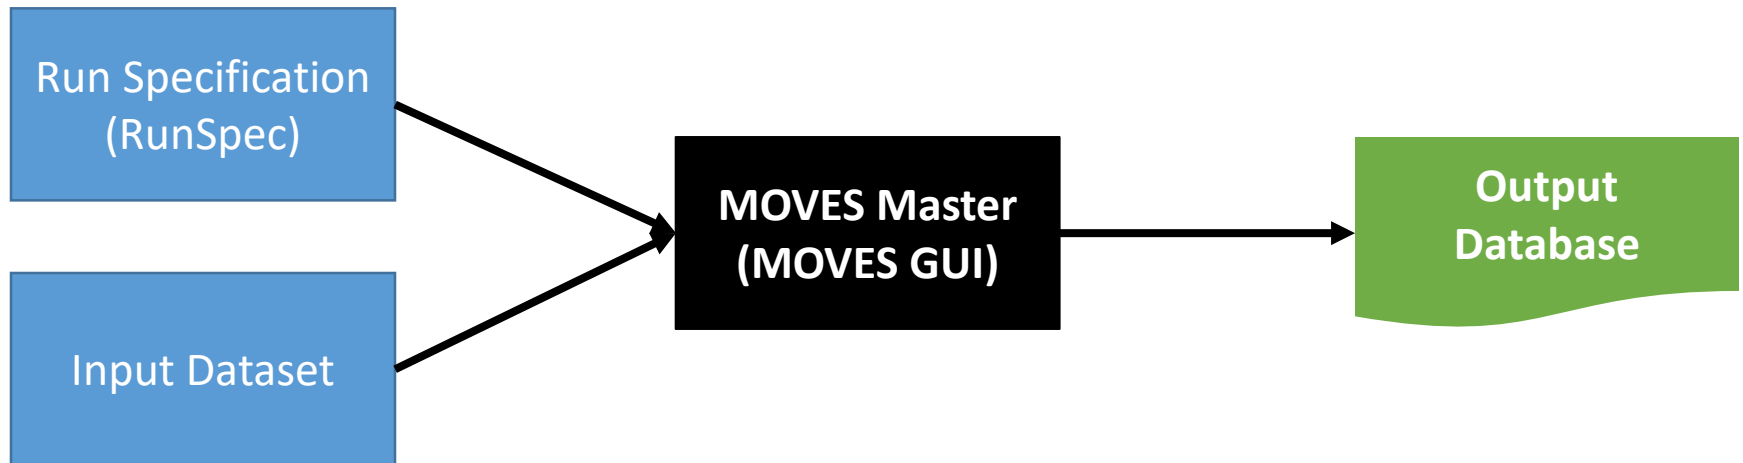 Run Specification
(RunSpec)
Input Dataset
MOVES Master
(MOVES GUI)
Output
Database